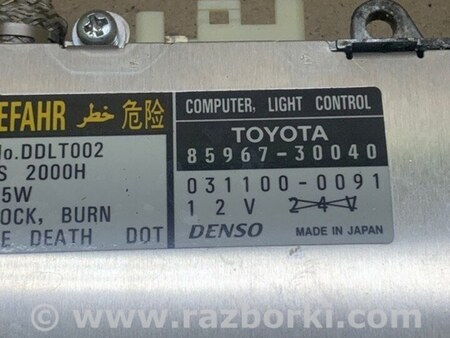 EFAHR خطر 危险
No.DDLT002
S 2000H
5W
OCK, BURN
E DEATH DOT
COMPUTER, LIGHT CONTROL
TOYOTA
85967-30040
031100-0091
12V 24V
DENSO MADE IN JAPAN
© www.razborki.com